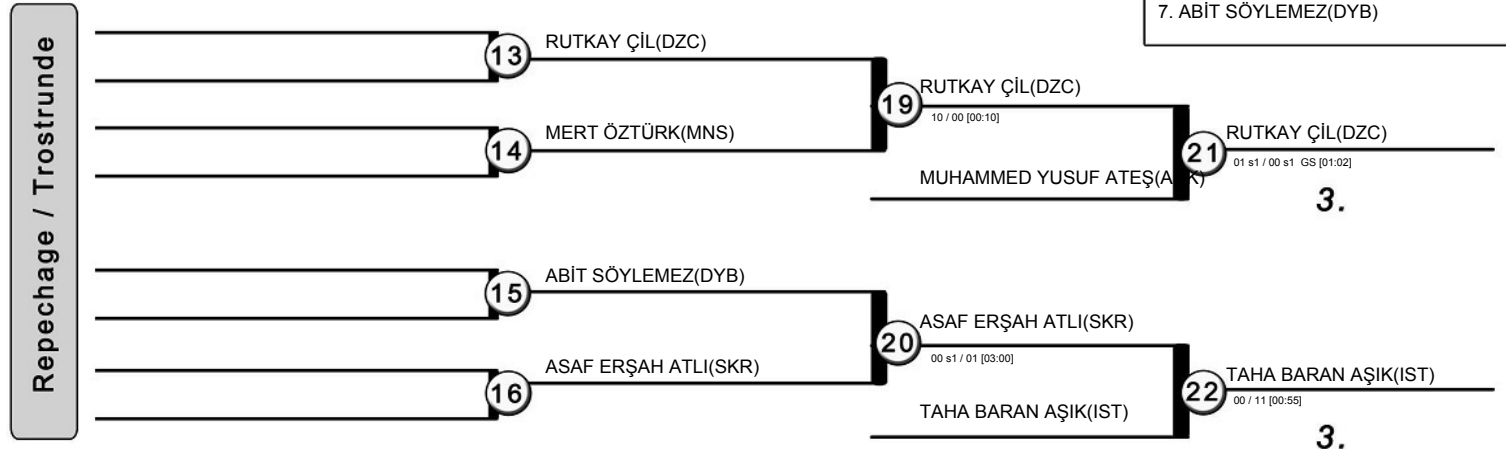 7. ABİT SÖYLEMEZ(DYB)
Repechage / Trostrunde
13
RUTKAY ÇİL(DZC)
19
RUTKAY ÇİL(DZC)
10 / 00 [00:10]
14
MERT ÖZTÜRK(MNS)
21
RUTKAY ÇİL(DZC)
01 s1 / 00 s1 GS [01:02]
MUHAMMED YUSUF ATEŞ(
3.
15
ABİT SÖYLEMEZ(DYB)
20
ASAF ERŞAH ATLI(SKR)
00 s1 / 01 [03:00]
16
ASAF ERŞAH ATLI(SKR)
22
TAHA BARAN AŞIK(IST)
00 / 11 [00:55]
TAHA BARAN AŞIK(IST)
3.